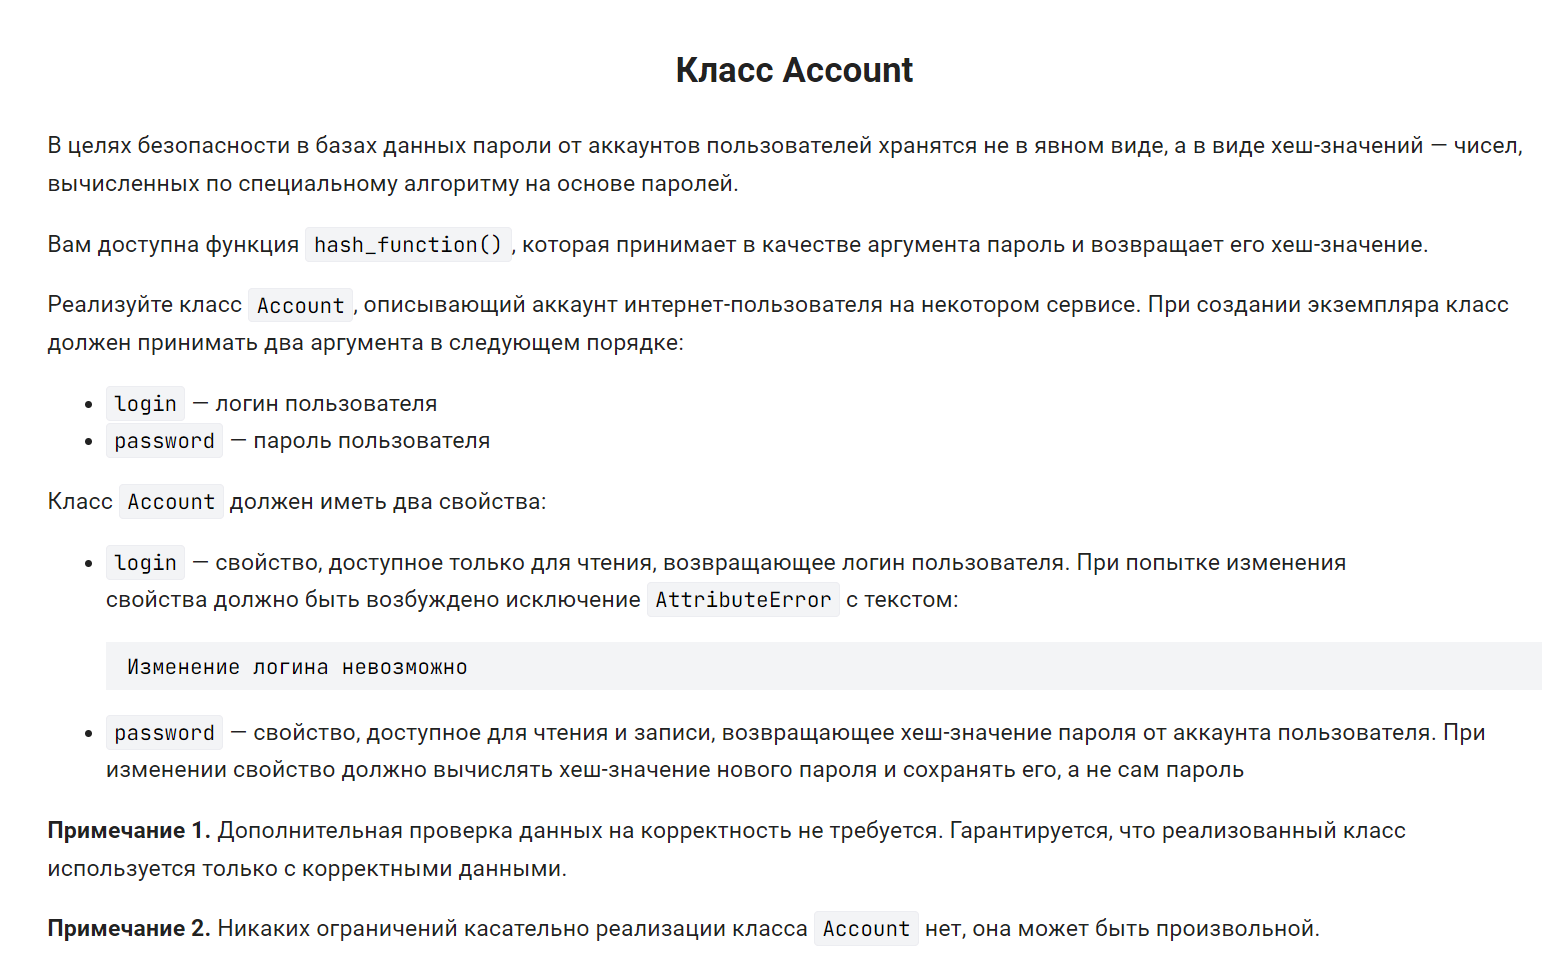 Класс Account
В целях безопасности в базах данных пароли от аккаунтов пользователей хранятся не в явном виде, а в виде хеш-значений — чисел,
вычисленных по специальному алгоритму на основе паролей.
Вам доступна функция hash_function(), которая принимает в качестве аргумента пароль и возвращает его хеш-значение.
Реализуйте класс Account, описывающий аккаунт интернет-пользователя на некотором сервисе. При создании экземпляра класс
должен принимать два аргумента в следующем порядке:
• login — логин пользователя
• password — пароль пользователя
Класс Account должен иметь два свойства:
• login — свойство, доступное только для чтения, возвращающее логин пользователя. При попытке изменения
свойства должно быть возбуждено исключение AttributeError с текстом:
Изменение логина невозможно
• password — свойство, доступное для чтения и записи, возвращающее хеш-значение пароля от аккаунта пользователя. При
изменении свойство должно вычислять хеш-значение нового пароля и сохранять его, а не сам пароль
Примечание 1. Дополнительная проверка данных на корректность не требуется. Гарантируется, что реализованный класс
используется только с корректными данными.
Примечание 2. Никаких ограничений касательно реализации класса Account нет, она может быть произвольной.